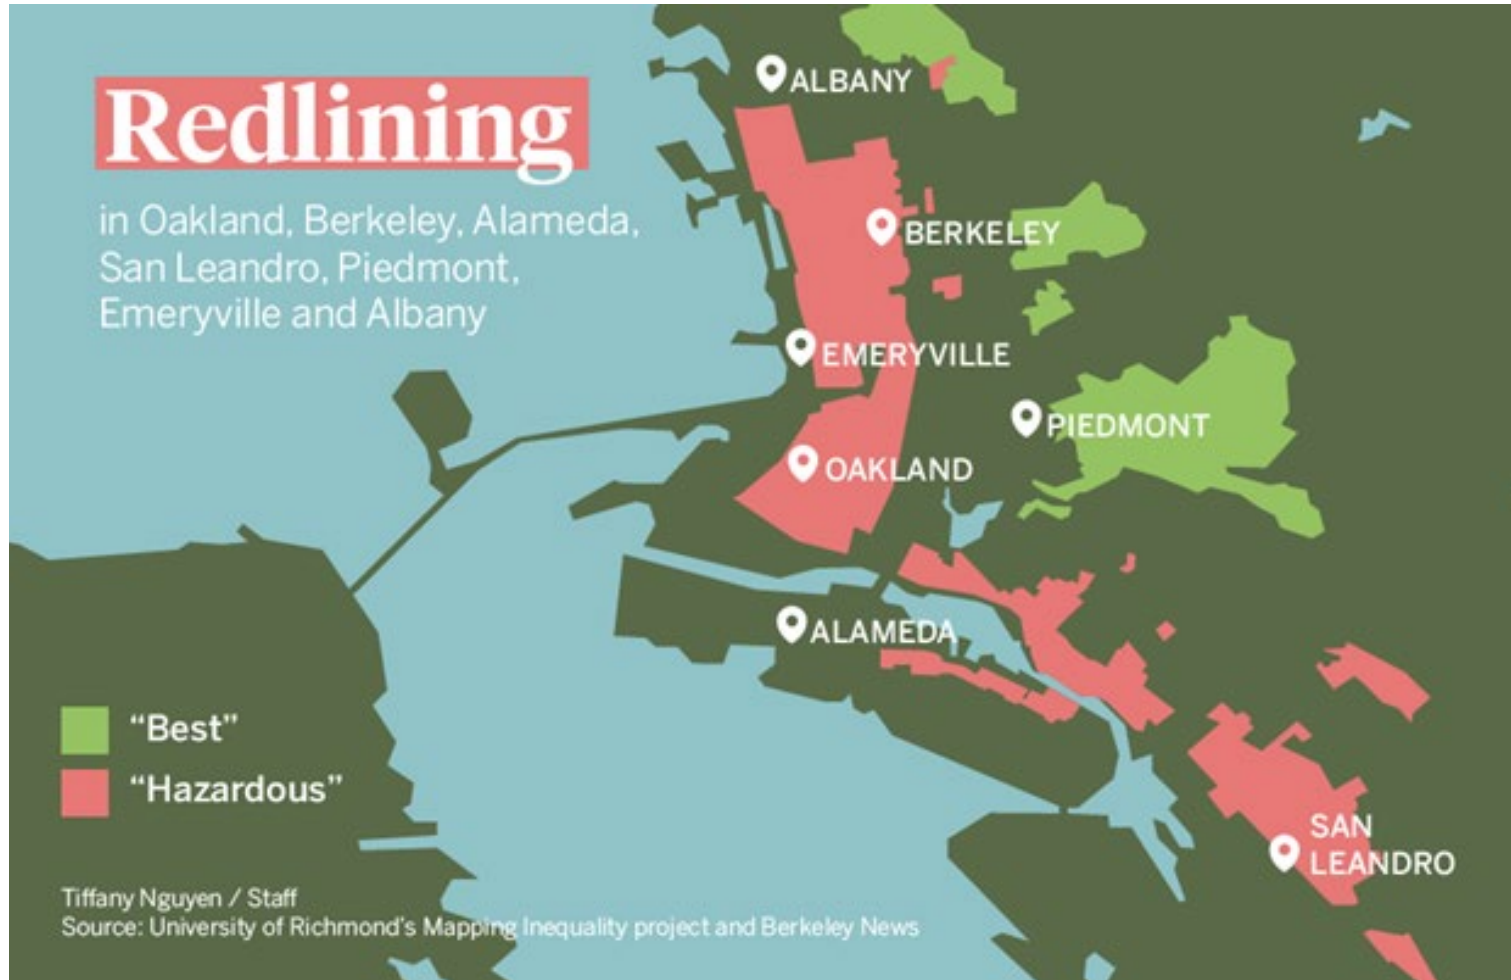 Redlining
in Oakland, Berkeley, Alameda,
San Leandro, Piedmont,
Emeryville and Albany
ALBANY
BERKELEY
EMERYVILLE
PIEDMONT
OAKLAND
ALAMEDA
SAN
LEANDRO
“Best”
“Hazardous”
Tiffany Nguyen / Staff
Source: University of Richmond’s Mapping Inequality project and Berkeley News